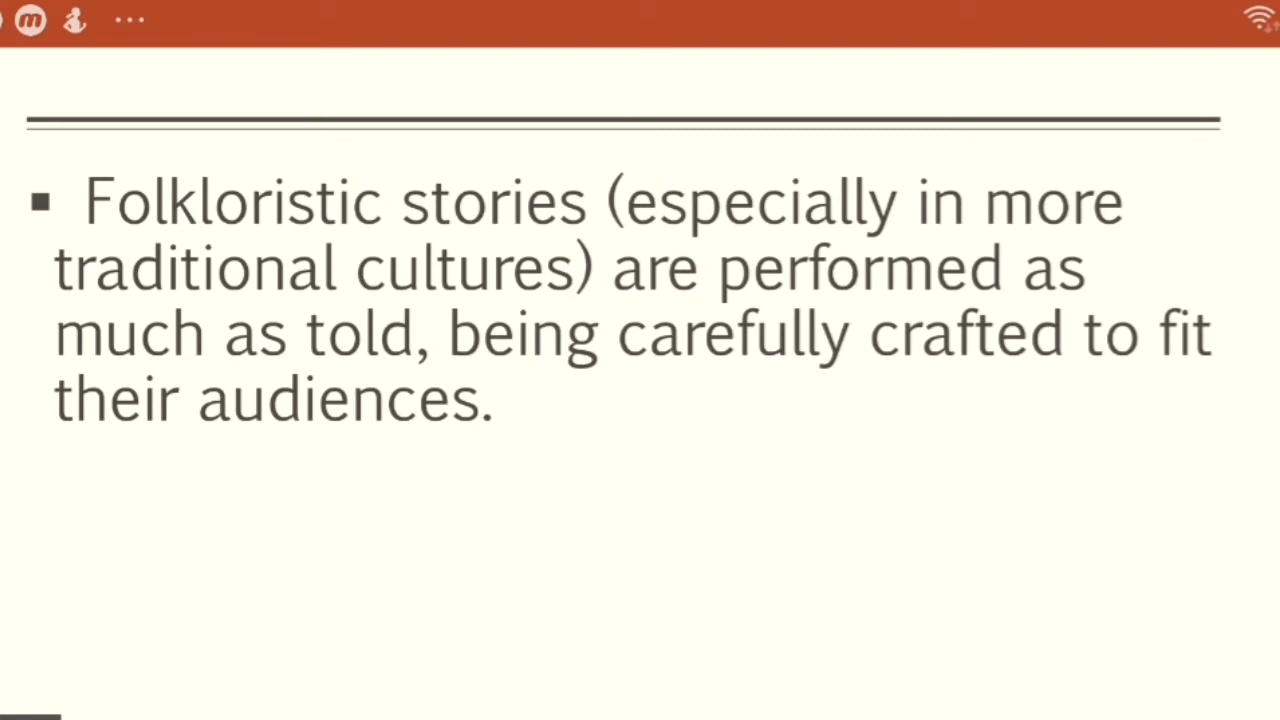 m
...
▪ Folkloristic stories (especially in more
traditional cultures) are performed as
much as told, being carefully crafted to fit
their audiences.